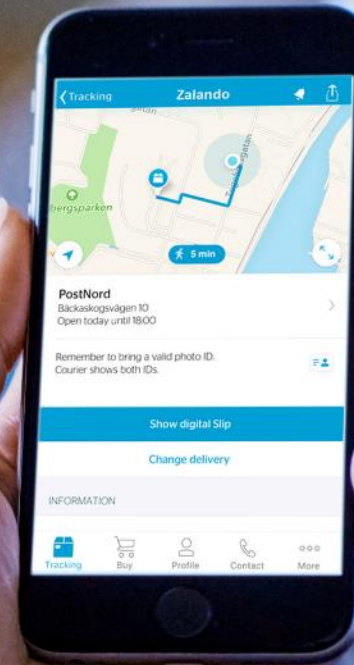 Tracking
Zalando
5 min
PostNord
Bäckaskogsvägen 10
Open today until 18:00
Remember to bring a valid photo ID.
Courier shows both IDs.
Show digital Slip
Change delivery
INFORMATION
Tracking
Buy
Profile
Contact
More